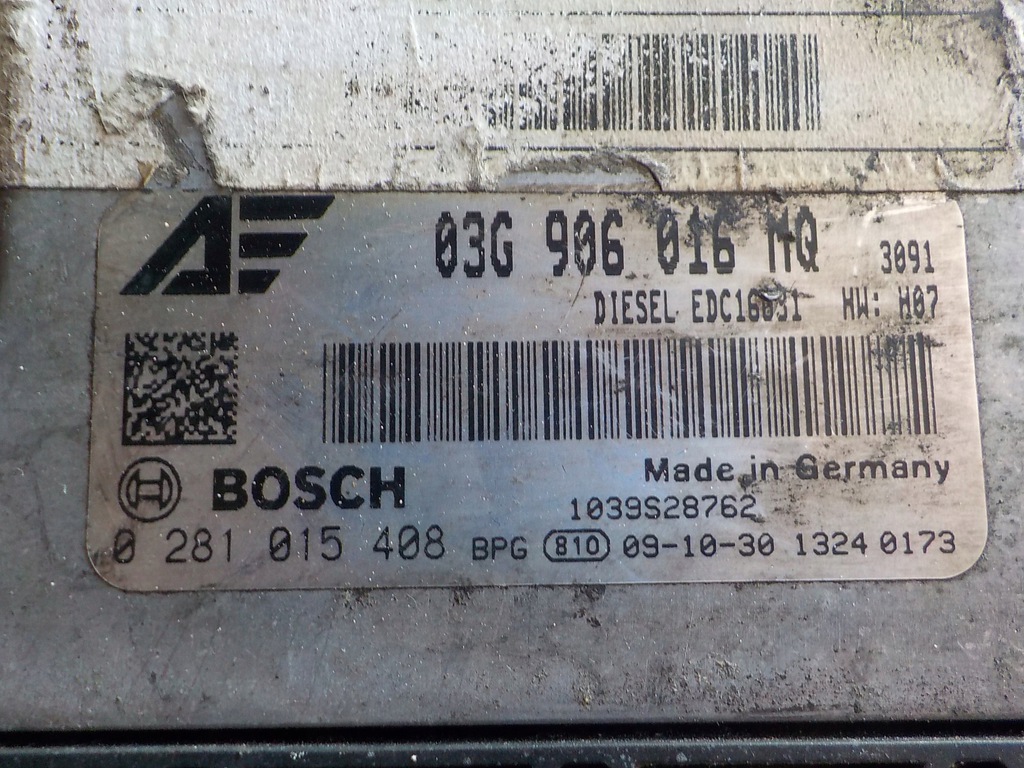 AE
03G 906 016 MQ 3091
DIESEL EDC16U31 HW: H07
BOSCH
Made in Germany
1039S28762
0 281 015 408 BPG 810 09-10-30 1324 0173